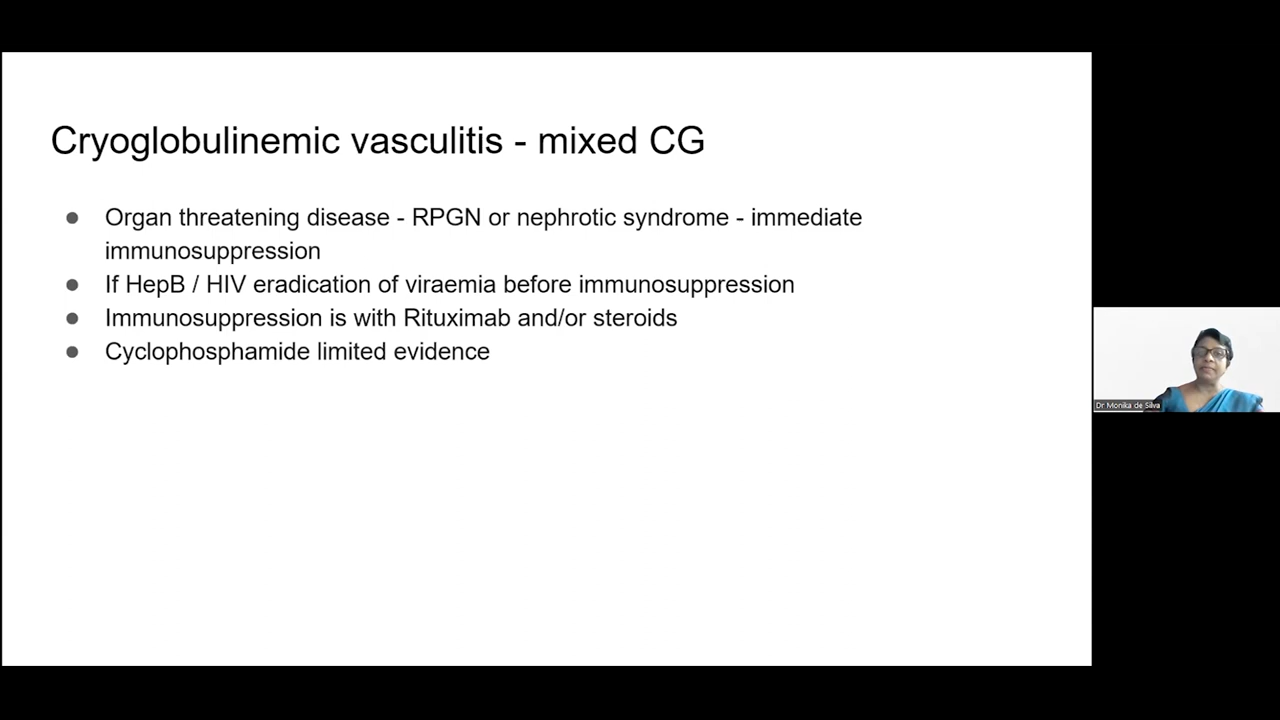 Cryoglobulinemic vasculitis - mixed CG
● Organ threatening disease - RPGN or nephrotic syndrome - immediate
immunosuppression
● If HepB / HIV eradication of viraemia before immunosuppression
● Immunosuppression is with Rituximab and/or steroids
● Cyclophosphamide limited evidence
Dr Monika de Silva